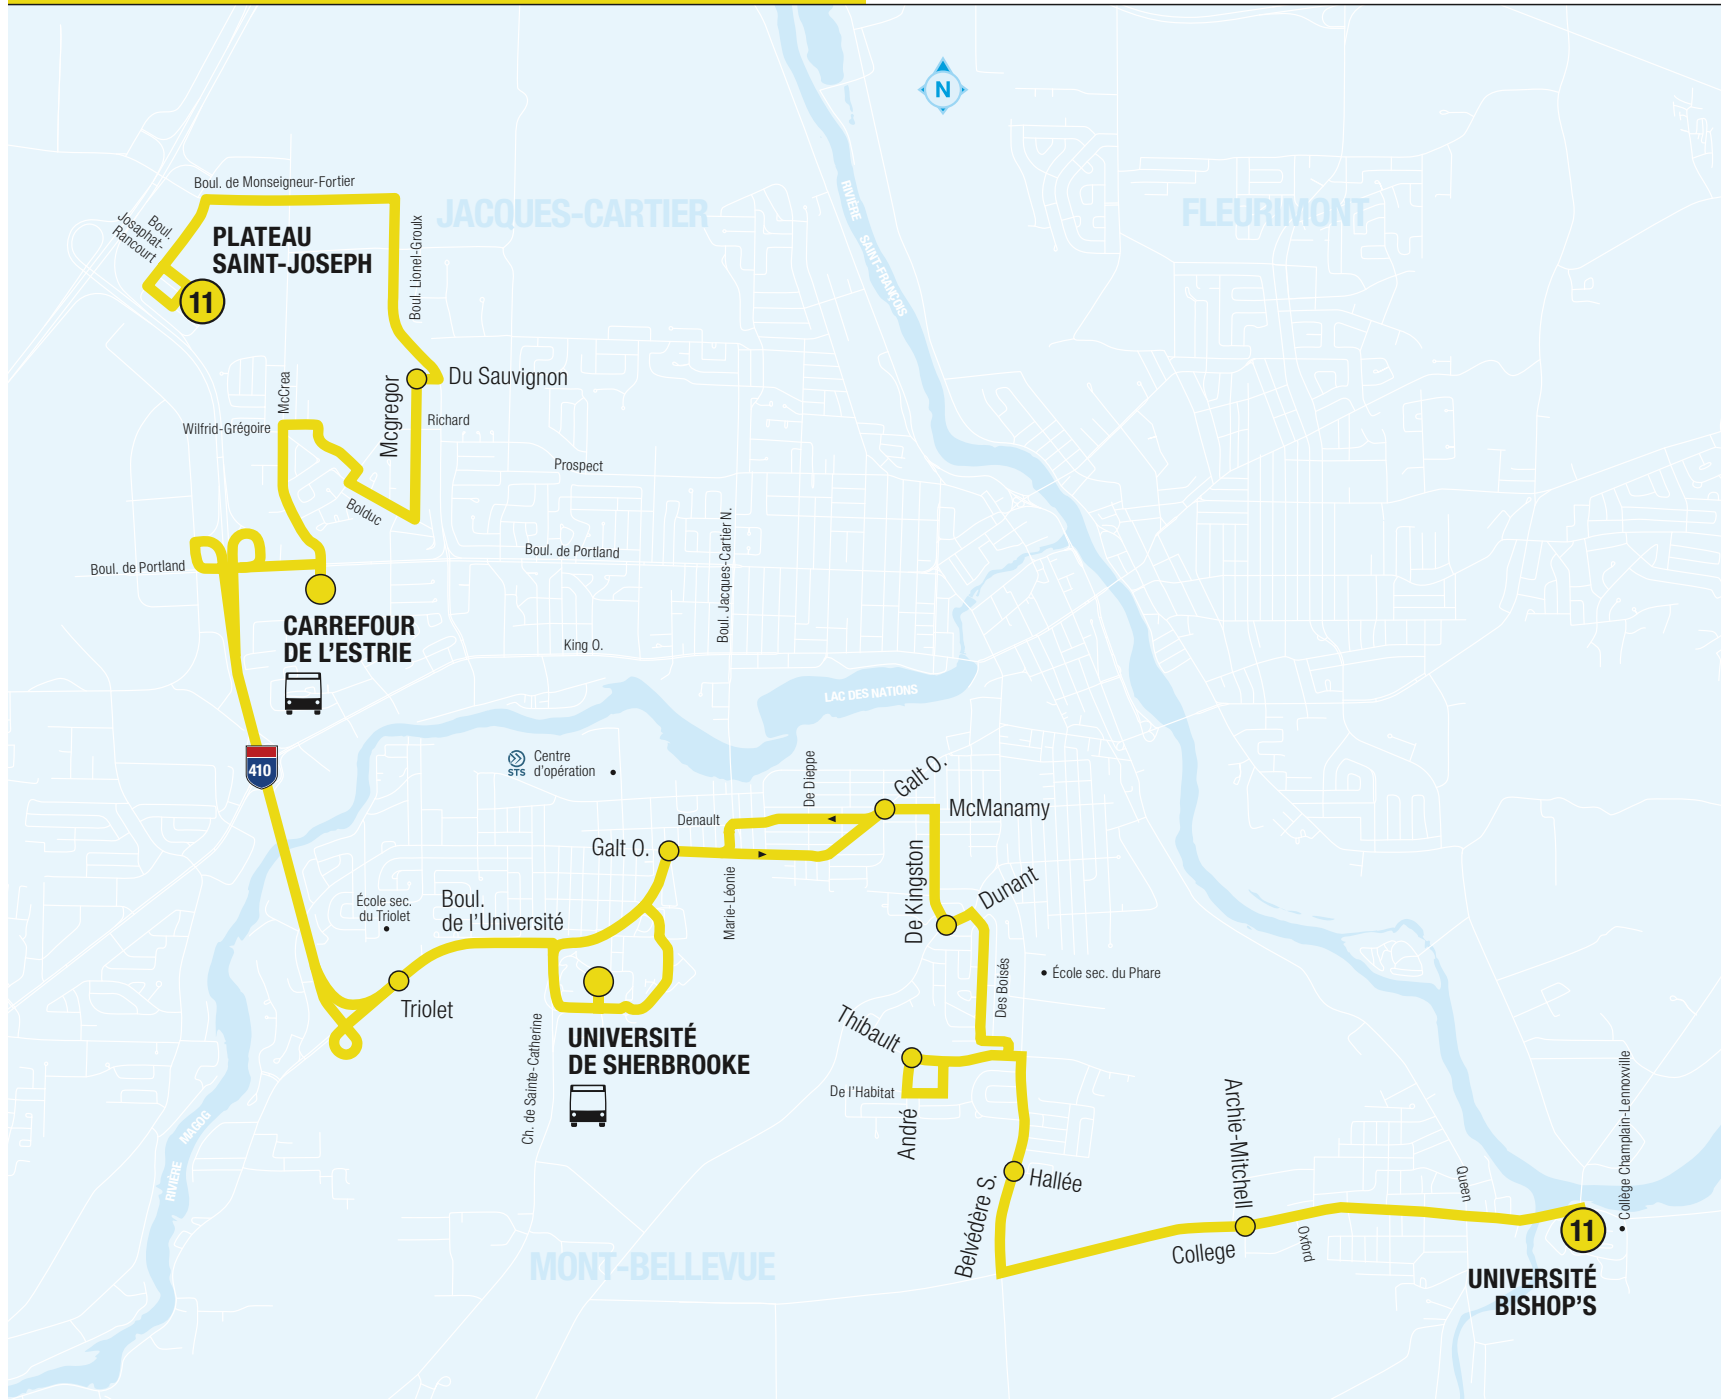 N
Boul. de Monseigneur-Fortier
JACQUES-CARTIER
FLEURIMONT
RIVIÈRE SAINT-FRANÇOIS
Boul.
Josaphat-
Rancourt
PLATEAU
SAINT-JOSEPH
11
Boul. Lionel-Groulx
Du Sauvignon
Mcgregor
McCrea
Richard
Wilfrid-Grégoire
Prospect
Bolduc
Boul. Jacques-Cartier N.
Boul. de Portland
Boul. de Portland
CARREFOUR
DE L'ESTRIE
King O.
LAC DES NATIONS
410
STS
Centre
d'opération
De Dieppe
Galt O.
McManamy
Denault
Galt O.
De Kingston
Dunant
Marie-Léonie
École sec.
du Triolet
Boul.
de l'Université
Des Boisés
École sec. du Phare
Triolet
Thibault
UNIVERSITÉ
DE SHERBROOKE
Ch. de Sainte-Catherine
De l'Habitat
André
RIVIÈRE MAGOG
Archie-Mitchell
Collège Champlain-Lennoxville
Hallée
Belvédère S.
Queen
Oxford
College
11
MONT-BELLEVUE
UNIVERSITÉ
BISHOP'S